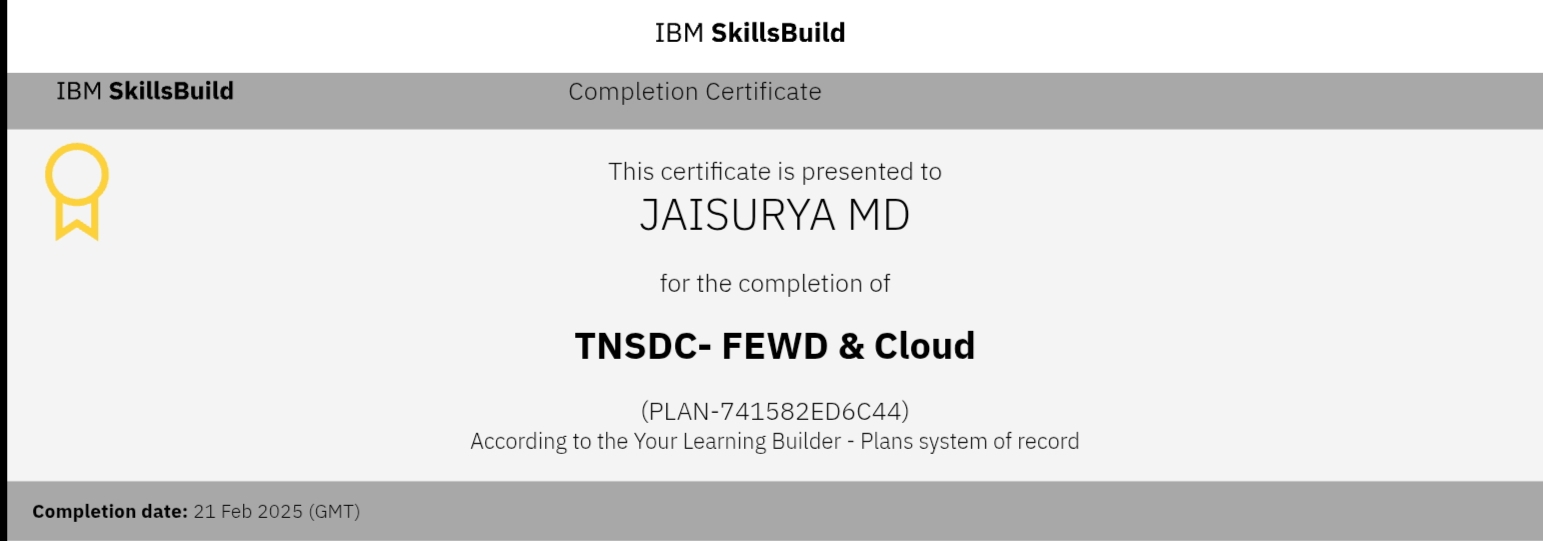 IBM SkillsBuild
IBM SkillsBuild Completion Certificate
This certificate is presented to
JAISURYA MD
for the completion of
TNSDC- FEWD & Cloud
(PLAN-741582ED6C44)
According to the Your Learning Builder - Plans system of record
Completion date: 21 Feb 2025 (GMT)